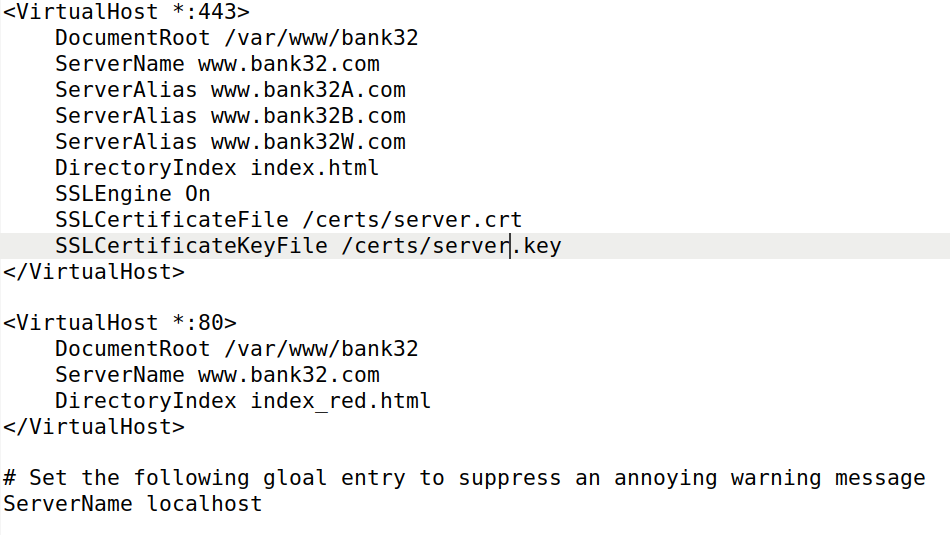 <VirtualHost *:443>
    DocumentRoot /var/www/bank32
    ServerName www.bank32.com
    ServerAlias www.bank32A.com
    ServerAlias www.bank32B.com
    ServerAlias www.bank32W.com
    DirectoryIndex index.html
    SSLEngine On
    SSLCertificateFile /certs/server.crt
    SSLCertificateKeyFile /certs/server.key
</VirtualHost>

<VirtualHost *:80>
    DocumentRoot /var/www/bank32
    ServerName www.bank32.com
    DirectoryIndex index_red.html
</VirtualHost>

# Set the following gloal entry to suppress an annoying warning message
ServerName localhost